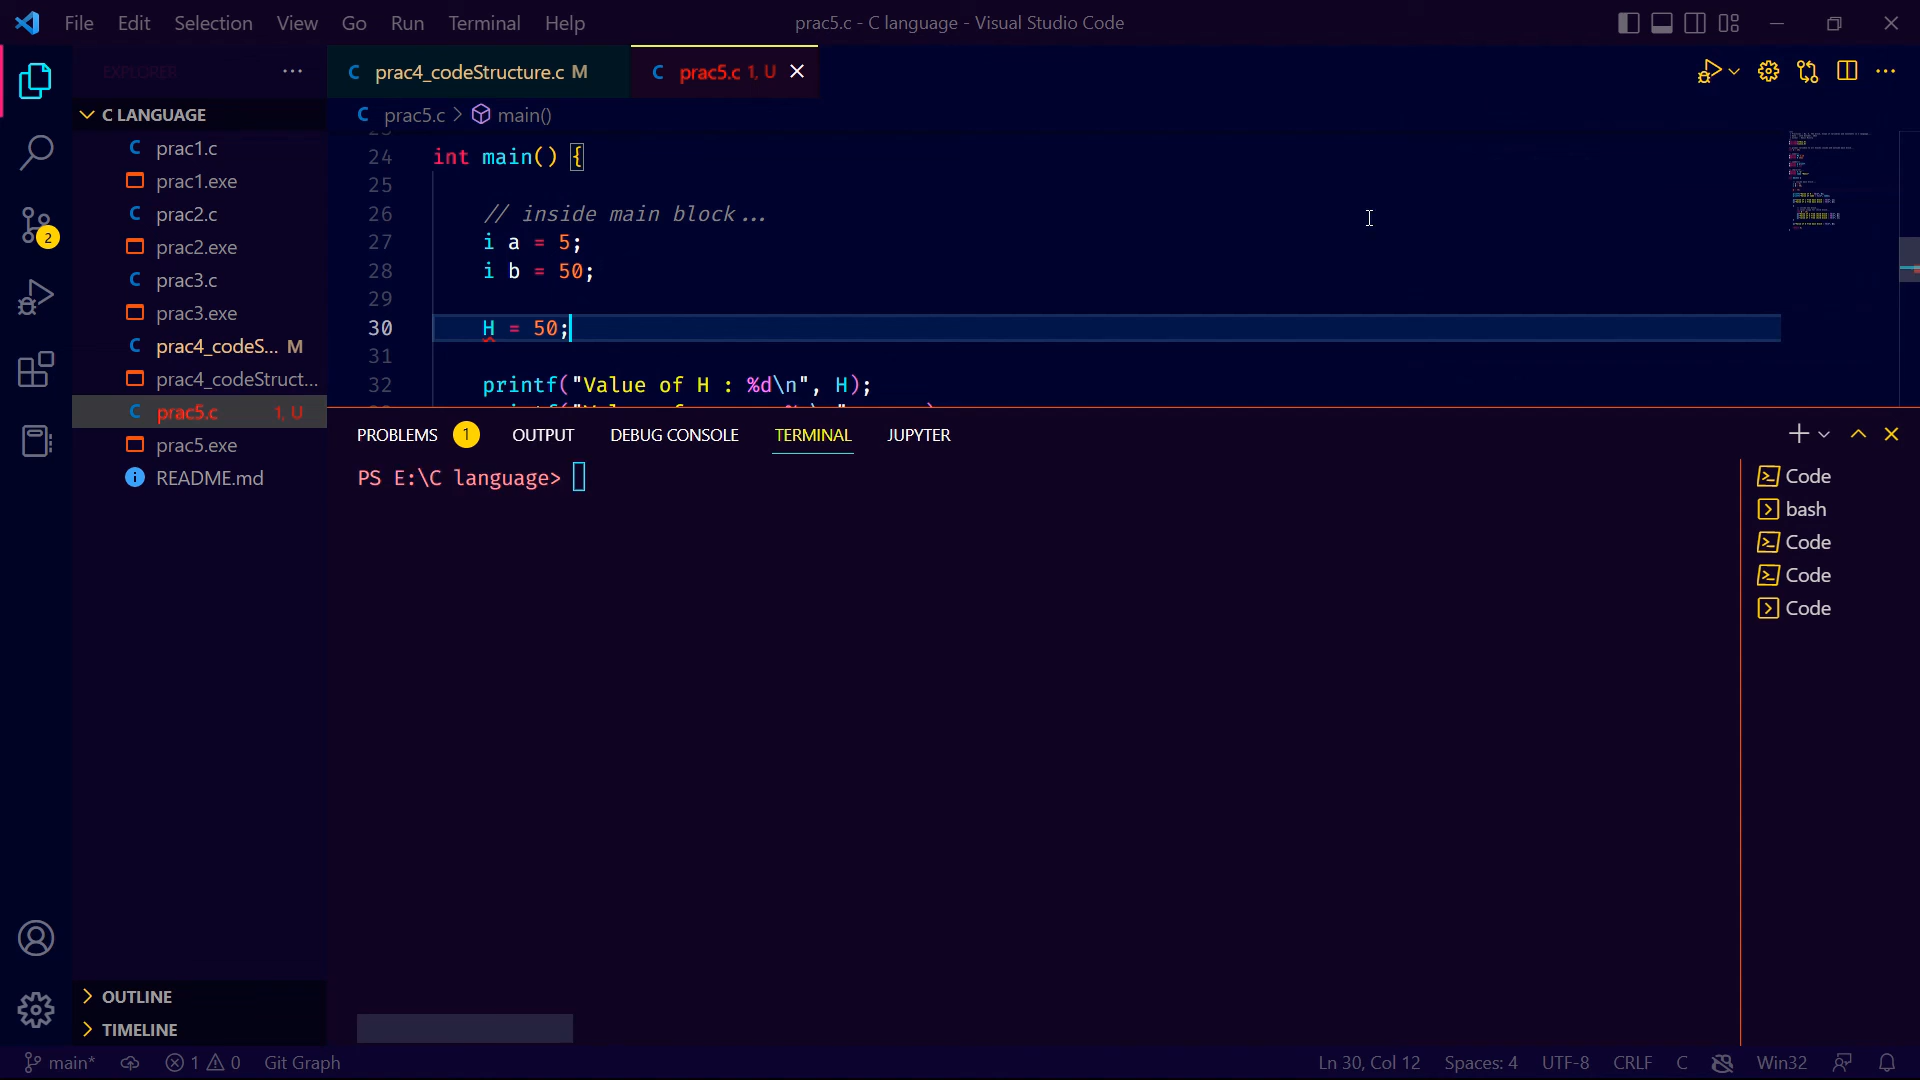 File Edit Selection View Go Run Terminal Help
prac5.c - C language - Visual Studio Code
EXPLORER
C prac4_codeStructure.c M
C prac5.c 1, U
C LANGUAGE
C prac1.c
prac1.exe
C prac2.c
prac2.exe
C prac3.c
prac3.exe
C prac4_codeS... M
prac4_codeStruct...
C prac5.c 1, U
prac5.exe
README.md
OUTLINE
TIMELINE
C prac5.c > main()
24 int main() {
25
26 // inside main block...
27 i a = 5;
28 i b = 50;
29
30 H = 50;
31
32 printf("Value of H : %d\n", H);
PROBLEMS 1 OUTPUT DEBUG CONSOLE TERMINAL JUPYTER
PS E:\C language>
Code
bash
Code
Code
Code
2
main* 1 0 Git Graph
Ln 30, Col 12 Spaces: 4 UTF-8 CRLF C Win32